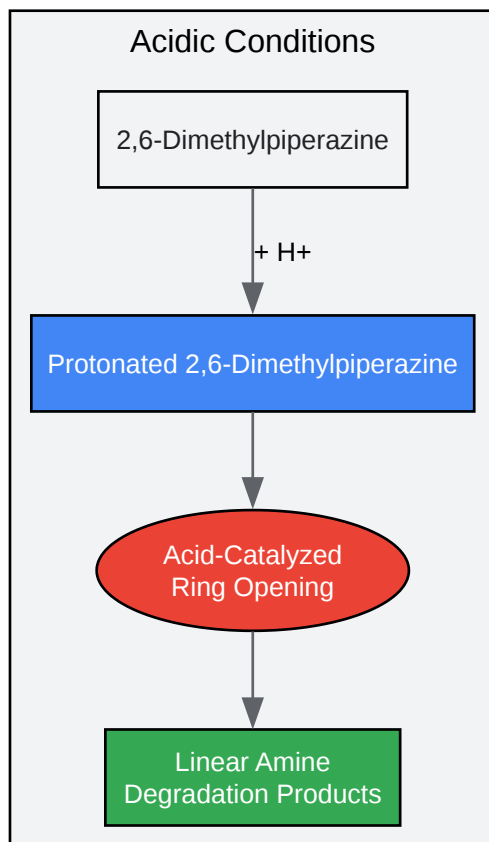 Acidic Conditions
2,6-Dimethylpiperazine
+ H+
Protonated 2,6-Dimethylpiperazine
Acid-Catalyzed
Ring Opening
Linear Amine
Degradation Products